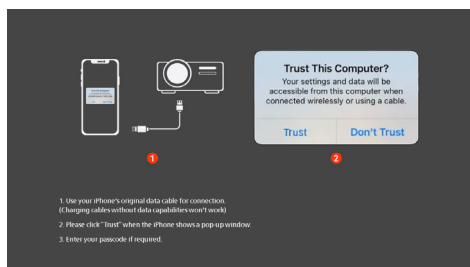 Trust This Computer?
Your settings and data will be
accessible from this computer when
connected wirelessly or using a cable.
Trust
Don't Trust
1
2
1. Use your iPhone's original data cable for connection.
(Charging cables without data capabilities won't work)
2. Please click "Trust" when the iPhone shows a pop-up window.
3. Enter your passcode if required.